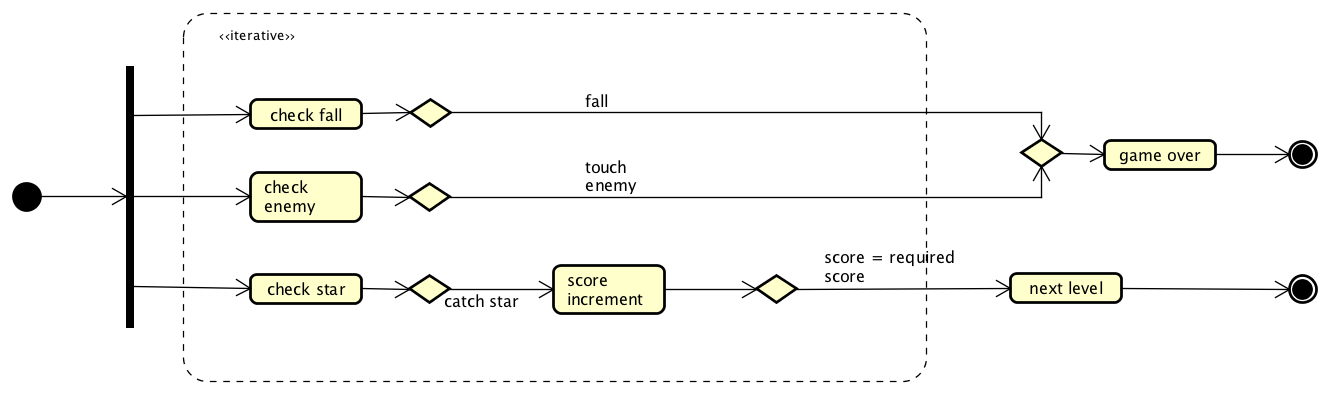 ‹‹iterative››
check fall
fall
check
enemy
touch
enemy
game over
check star
catch star
score
increment
score = required
score
next level